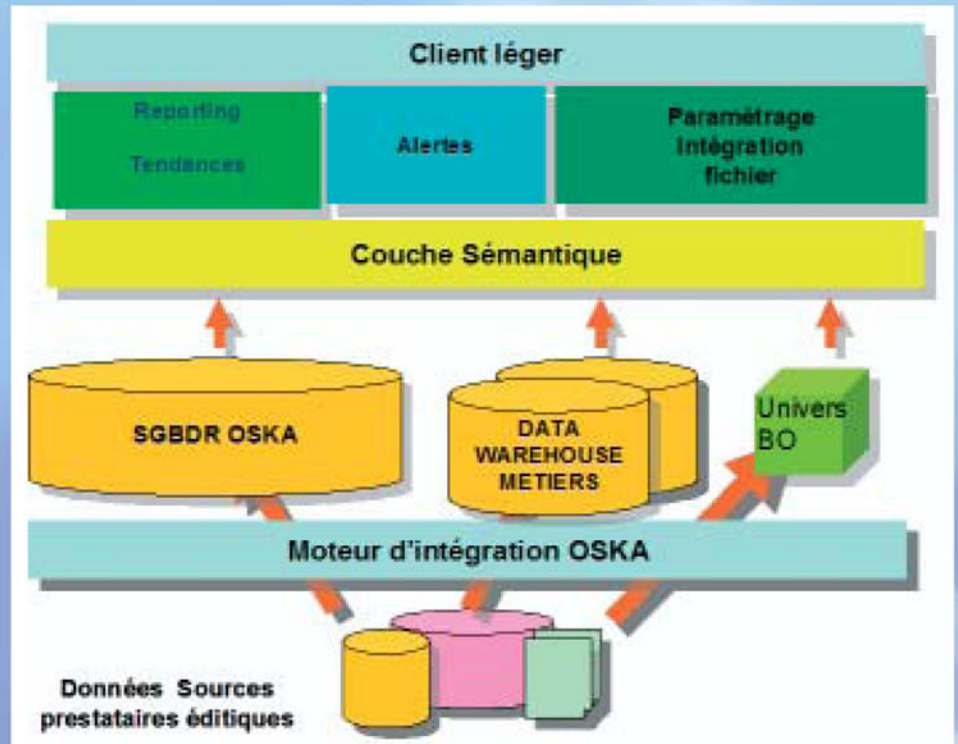 Client léger
Reporting
Tendances
Alertes
Paramétrage
Intégration
fichier
Couche Sémantique
SGBDR OSKA
DATA
WAREHOUSE
METIERS
Univers
BO
Moteur d'intégration OSKA
Données Sources
prestataires éditiques